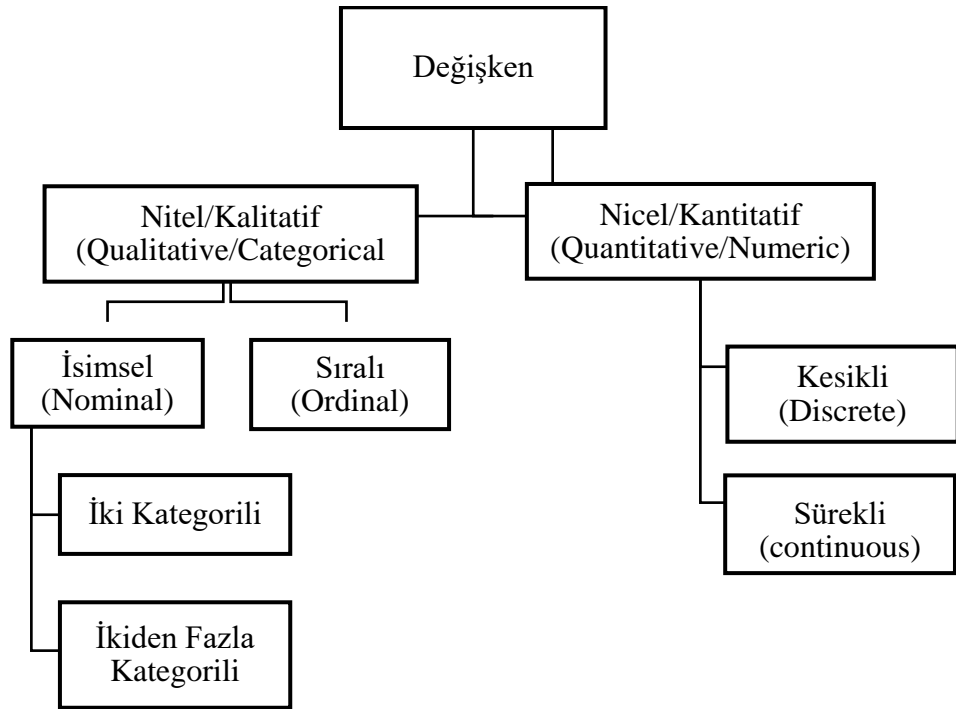 Değişken
Nitel/Kalitatif
(Qualitative/Categorical
Nicel/Kantitatif
(Quantitative/Numeric)
İsimsel
(Nominal)
Sıralı
(Ordinal)
Kesikli
(Discrete)
İki Kategorili
Sürekli
(continuous)
İkiden Fazla
Kategorili